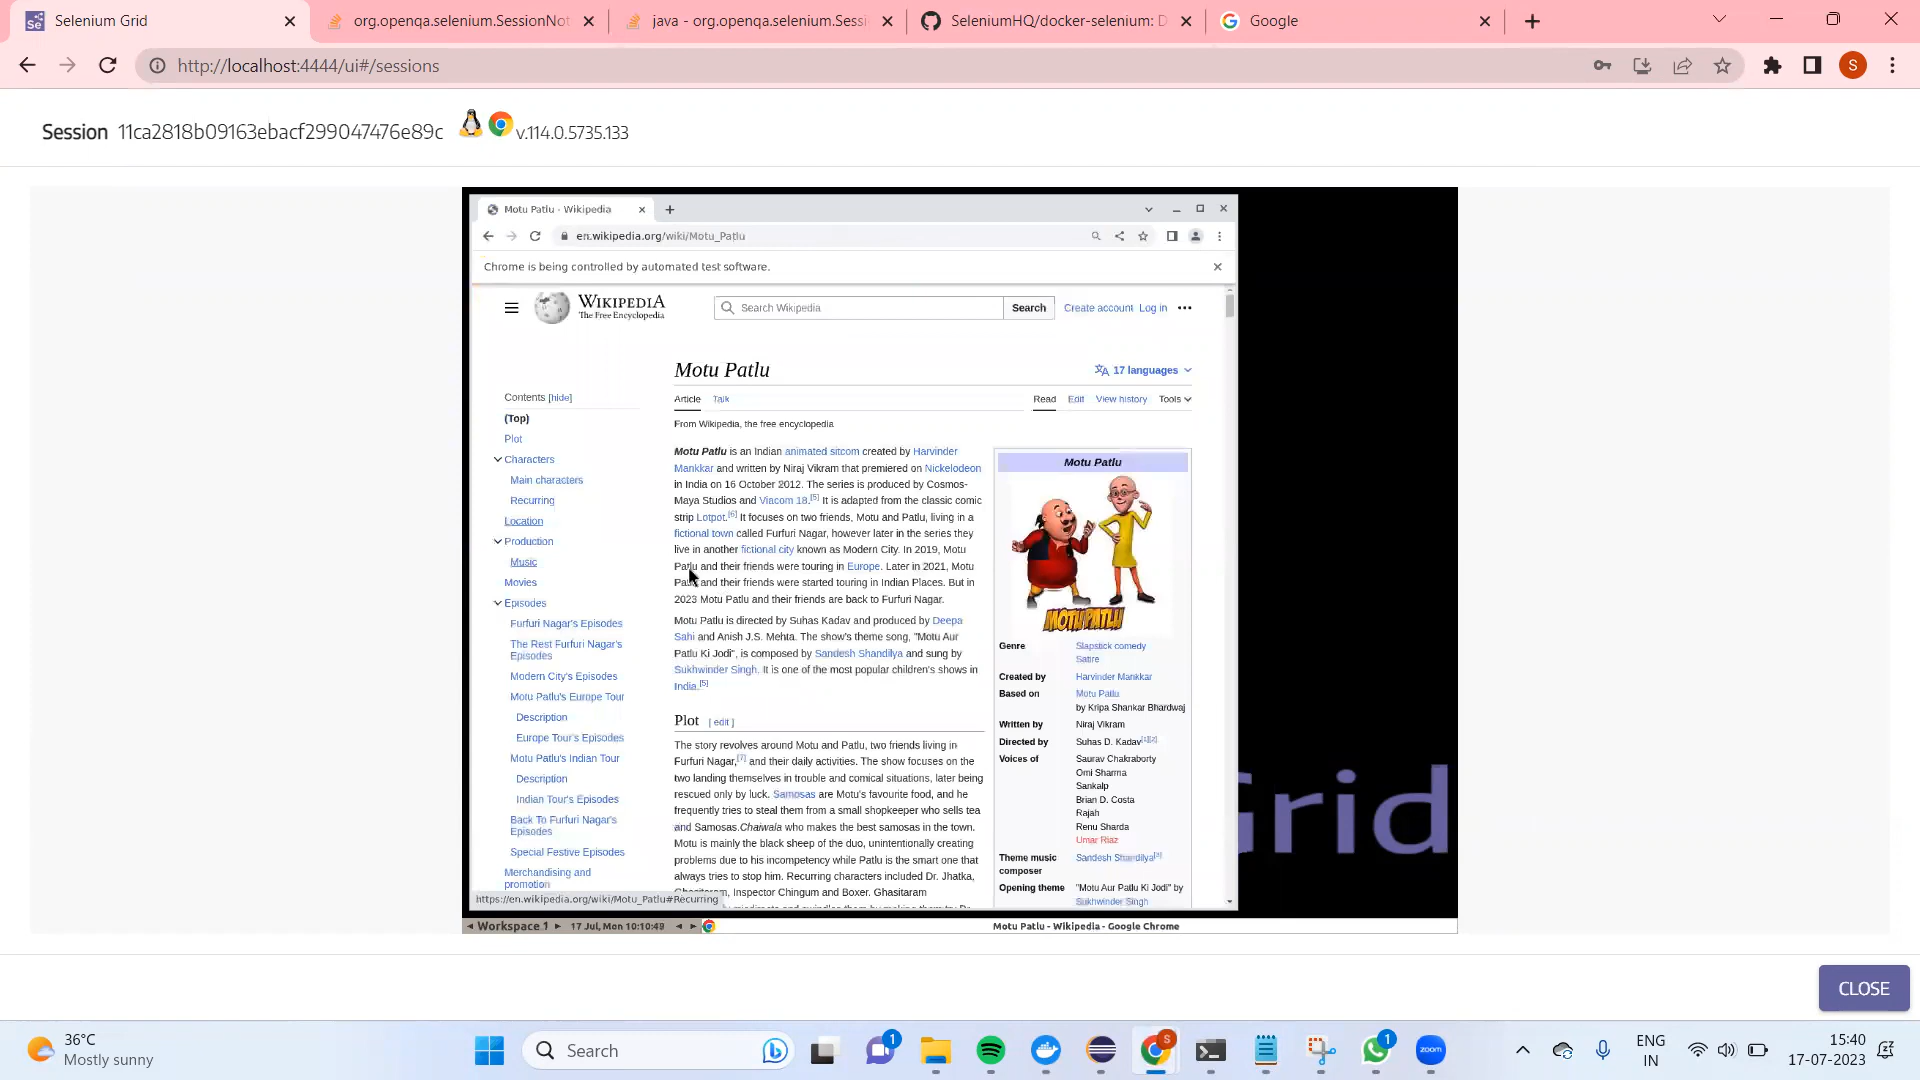 Selenium Grid
org.openqa.selenium.SessionNot
java - org.openqa.selenium.Sessi
SeleniumHQ/docker-selenium: D
Google
http://localhost:4444/ui#/sessions
S
Session 11ca2818b09163ebacf299047476e89c v.114.0.5735.133
Motu Patlu - Wikipedia
en.wikipedia.org/wiki/Motu_Patlu
Chrome is being controlled by automated test software.
WIKIPEDIA
The Free Encyclopedia
Search Wikipedia
Search
Create account Log in
Motu Patlu
17 languages
Contents [hide]
(Top)
Plot
Characters
Main characters
Recurring
Location
Production
Music
Movies
Episodes
Furfuri Nagar's Episodes
The Rest Furfuri Nagar's
Episodes
Modern City's Episodes
Motu Patlu's Europe Tour
Description
Europe Tour's Episodes
Motu Patlu's Indian Tour
Description
Indian Tour's Episodes
Back To Furfuri Nagar's
Episodes
Special Festive Episodes
Merchandising and
promotion
Article Talk
Read Edit View history Tools
From Wikipedia, the free encyclopedia
Motu Patlu is an Indian animated sitcom created by Harvinder
Mankkar and written by Niraj Vikram that premiered on Nickelodeon
in India on 16 October 2012. The series is produced by Cosmos-
Maya Studios and Viacom 18.[5] It is adapted from the classic comic
strip Lotpot.[6] It focuses on two friends, Motu and Patlu, living in a
fictional town called Furfuri Nagar, however later in the series they
live in another fictional city known as Modern City. In 2019, Motu
Patlu and their friends were touring in Europe. Later in 2021, Motu
and their friends were started touring in Indian Places. But in
2023 Motu Patlu and their friends are back to Furfuri Nagar.
Motu Patlu is directed by Suhas Kadav and produced by Deepa
Sahi and Anish J.S. Mehta. The show's theme song, "Motu Aur
Patlu Ki Jodi", is composed by Sandesh Shandilya and sung by
Sukhwinder Singh. It is one of the most popular children's shows in
India.[5]
Plot [ edit ]
The story revolves around Motu and Patlu, two friends living in
Furfuri Nagar,[7] and their daily activities. The show focuses on the
two landing themselves in trouble and comical situations, later being
rescued only by luck. Samosas are Motu's favourite food, and he
frequently tries to steal them from a small shopkeeper who sells tea
and Samosas.Chaiwala who makes the best samosas in the town.
Motu is mainly the black sheep of the duo, unintentionally creating
problems due to his incompetency while Patlu is the smart one that
always tries to stop him. Recurring characters included Dr. Jhatka,
Inspector Chingum and Boxer. Ghasitaram
Motu Patlu
MOTU PATLU
Genre Slapstick comedy
Satire
Created by Harvinder Mankkar
Based on Motu Patlu
by Kripa Shankar Bhardwaj
Written by Niraj Vikram
Directed by Suhas D. Kadav[1][2]
Voices of Saurav Chakraborty
Omi Sharma
Sankalp
Brian D. Costa
Rajah
Renu Sharda
Umar Riaz
Theme music Sandesh Shandilya[3]
composer
Opening theme "Motu Aur Patlu Ki Jodi" by
Sukhwinder Singh
https://en.wikipedia.org/wiki/Motu_Patlu#Recurring
Grid
Workspace 1 17 Jul, Mon 10:10:49 Motu Patlu - Wikipedia - Google Chrome
CLOSE
36°C
Mostly sunny
Search
1
S
1
zoom
ENG
IN
15:40
17-07-2023